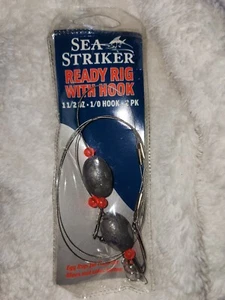 SEA
STRIKER
READY RIG
WITH HOOK
1 1/2 OZ - 1/0 HOOK - 2 PK